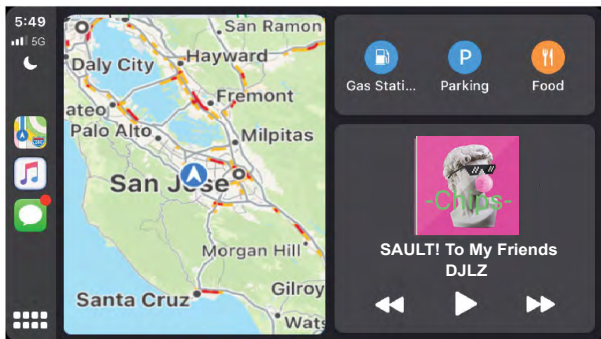 5:49
5G
San Ramon
Daly City
Hayward
Fremont
ateo
Palo Alto
Milpitas
San Jose
Morgan Hill
Gilroy
Santa Cruz
Wats
Gas Stati...
P
Parking
Food
-Chips-
SAULT! To My Friends
DJLZ